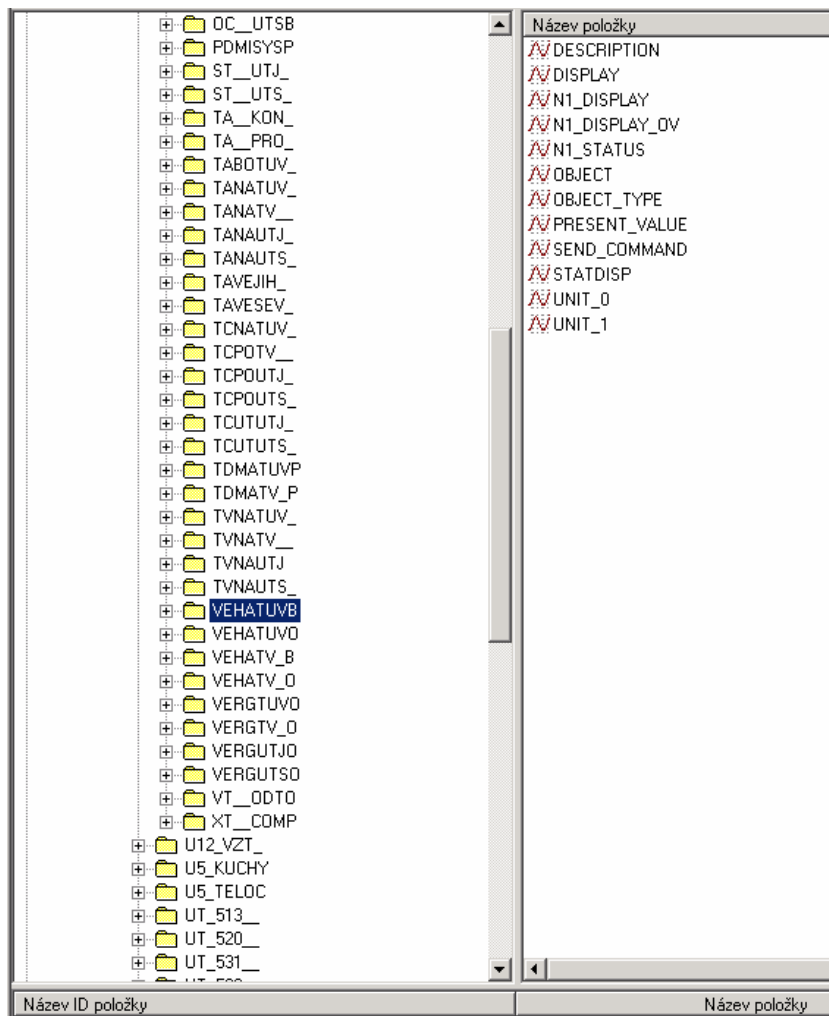 OC__UTSB
PDMISYSP
ST__UTJ_
ST__UTS_
TA__KON_
TA__PRO_
TABOTUV_
TANATUV_
TANATV__
TANAUTJ_
TANAUTS_
TAVEJIH_
TAVESEV_
TCNATUV_
TCPOTV__
TCPOUTJ_
TCPOUTS_
TCUTUTJ_
TCUTUTS_
TDMATUVP
TDMATV_P
TVNATUV_
TVNATV__
TVNAUTJ
TVNAUTS_
VEHATUVB
VEHATUVO
VEHATV_B
VEHATV_O
VERGTUVO
VERGTV_O
VERGUTJO
VERGUTSO
VT__ODTO
XT__COMP
U12_VZT_
U5_KUCHY
U5_TELOC
UT_513__
UT_520__
UT_531__
Název položky
DESCRIPTION
DISPLAY
N1_DISPLAY
N1_DISPLAY_OV
N1_STATUS
OBJECT
OBJECT_TYPE
PRESENT_VALUE
SEND_COMMAND
STATDISP
UNIT_0
UNIT_1
Název ID položky
Název položky